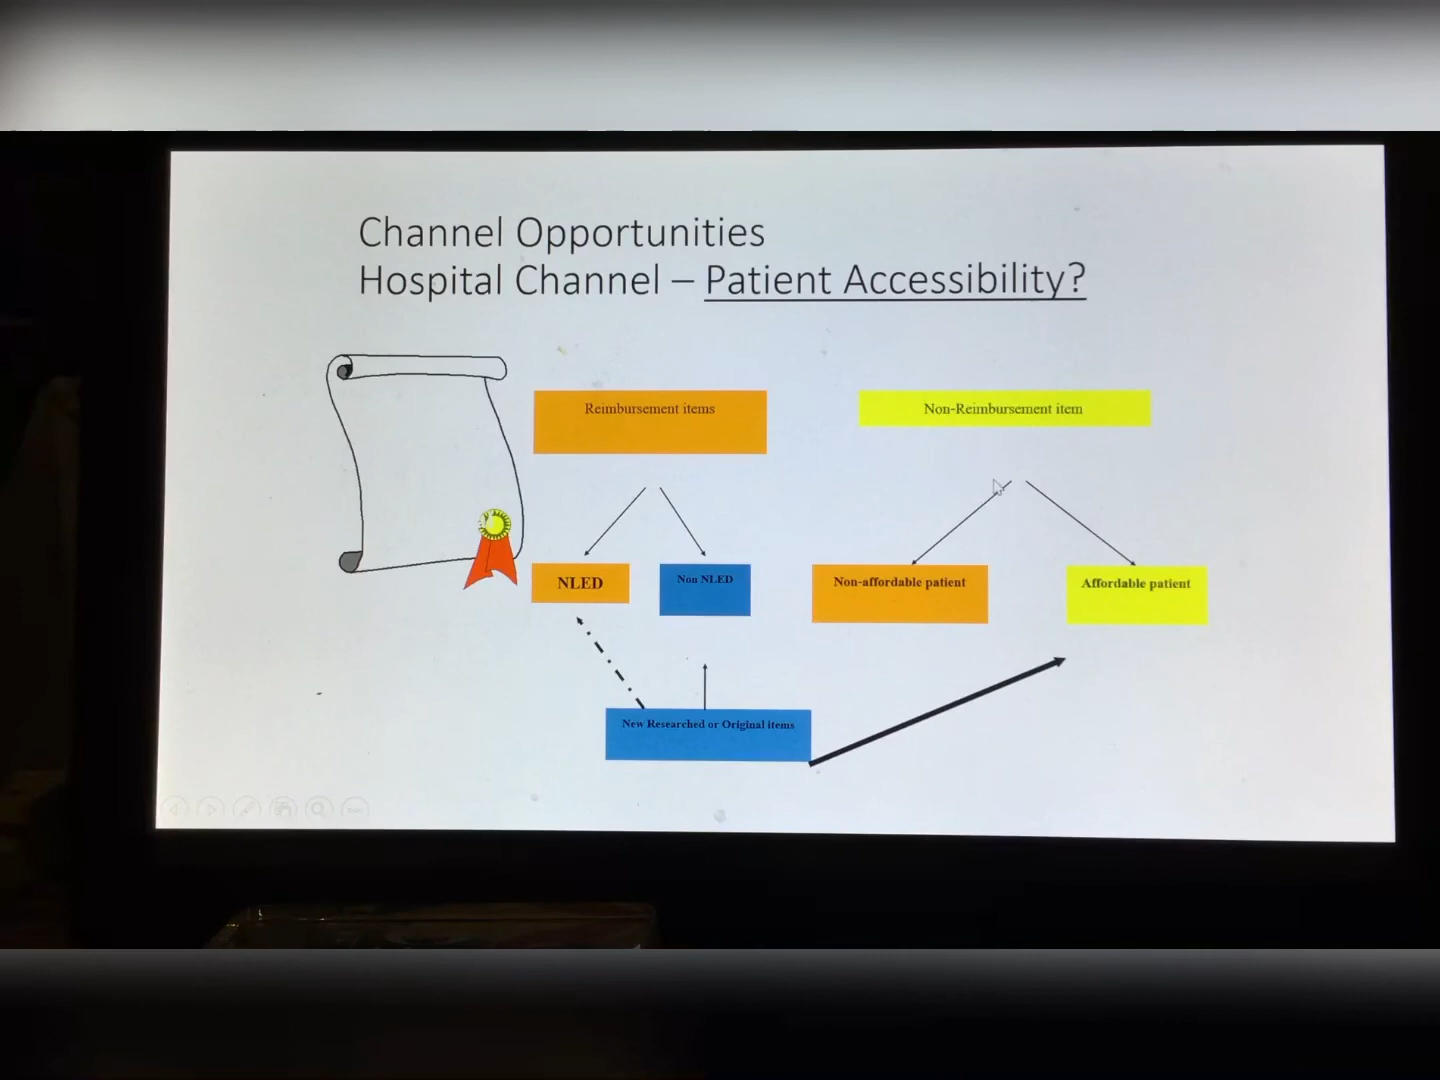 Channel Opportunities
Hospital Channel – Patient Accessibility?
Reimbursement items
Non-Reimbursement item
NLED
Non NLED
Non-affordable patient
Affordable patient
New Researched or Original items